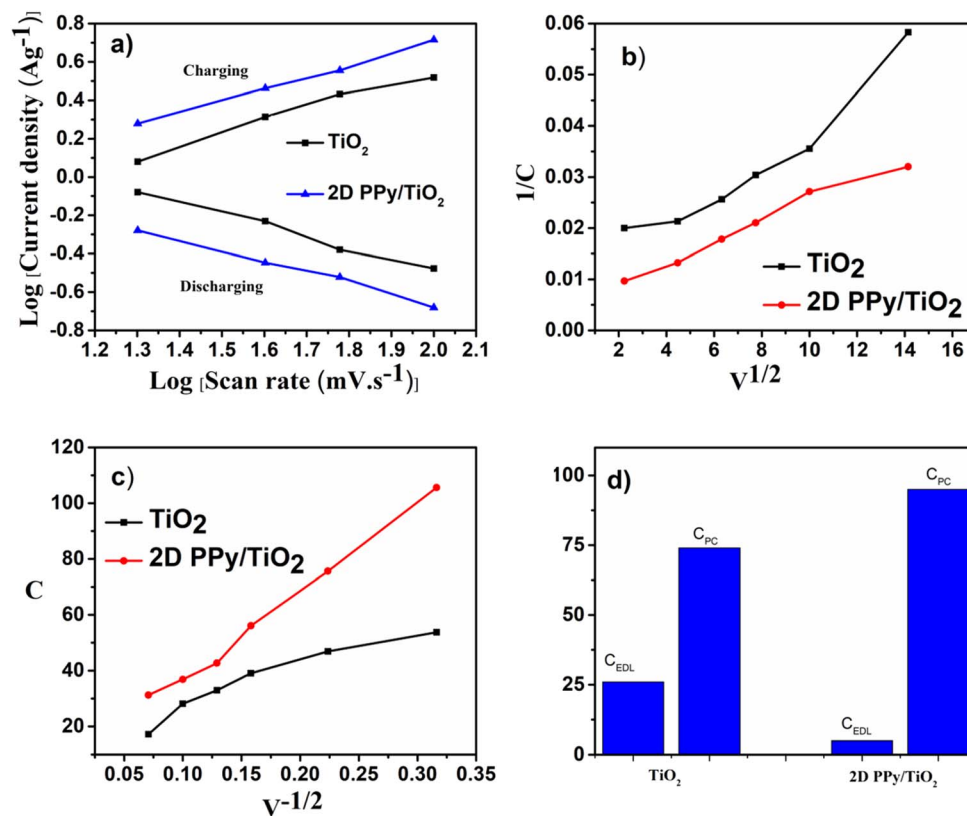 a)
Charging
TiO₂
2D PPy/TiO₂
Discharging
Log [Current density (Ag⁻¹)]
0.8
0.6
0.4
0.2
0.0
-0.2
-0.4
-0.6
-0.8
1.2 1.3 1.4 1.5 1.6 1.7 1.8 1.9 2.0 2.1
Log [Scan rate (mV.s⁻¹)]
b)
1/C
0.06
0.05
0.04
0.03
0.02
0.01
0.00
TiO₂
2D PPy/TiO₂
2 4 6 8 10 12 14
V¹/²
c)
TiO₂
2D PPy/TiO₂
C
120
100
80
60
40
20
0.05 0.10 0.15 0.20 0.25 0.30 0.35
V⁻¹/²
d)
100
75
50
25
0
C_EDL
C_PC
C_EDL
C_PC
TiO₂ 2D PPy/TiO₂